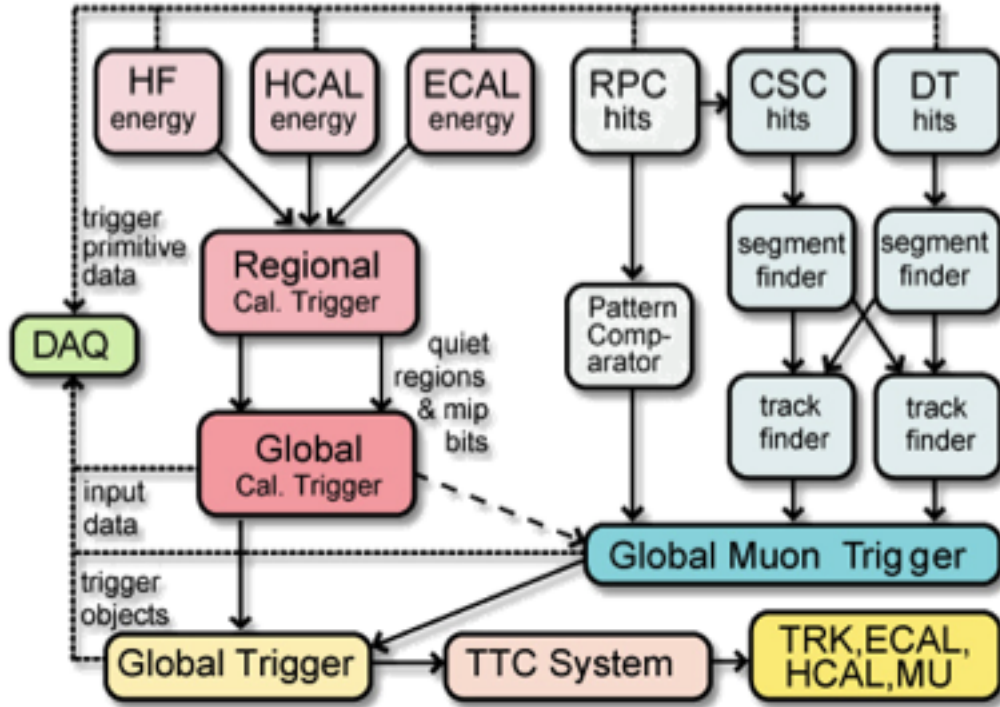 HF
energy
HCAL
energy
ECAL
energy
RPC
hits
CSC
hits
DT
hits
trigger
primitive
data
Regional
Cal. Trigger
segment
finder
segment
finder
DAQ
quiet
regions
& mip
bits
Pattern
Comp-
arator
Global
Cal. Trigger
track
finder
track
finder
input
data
Global Muon Trigger
trigger
objects
Global Trigger
TTC System
TRK,ECAL,
HCAL,MU